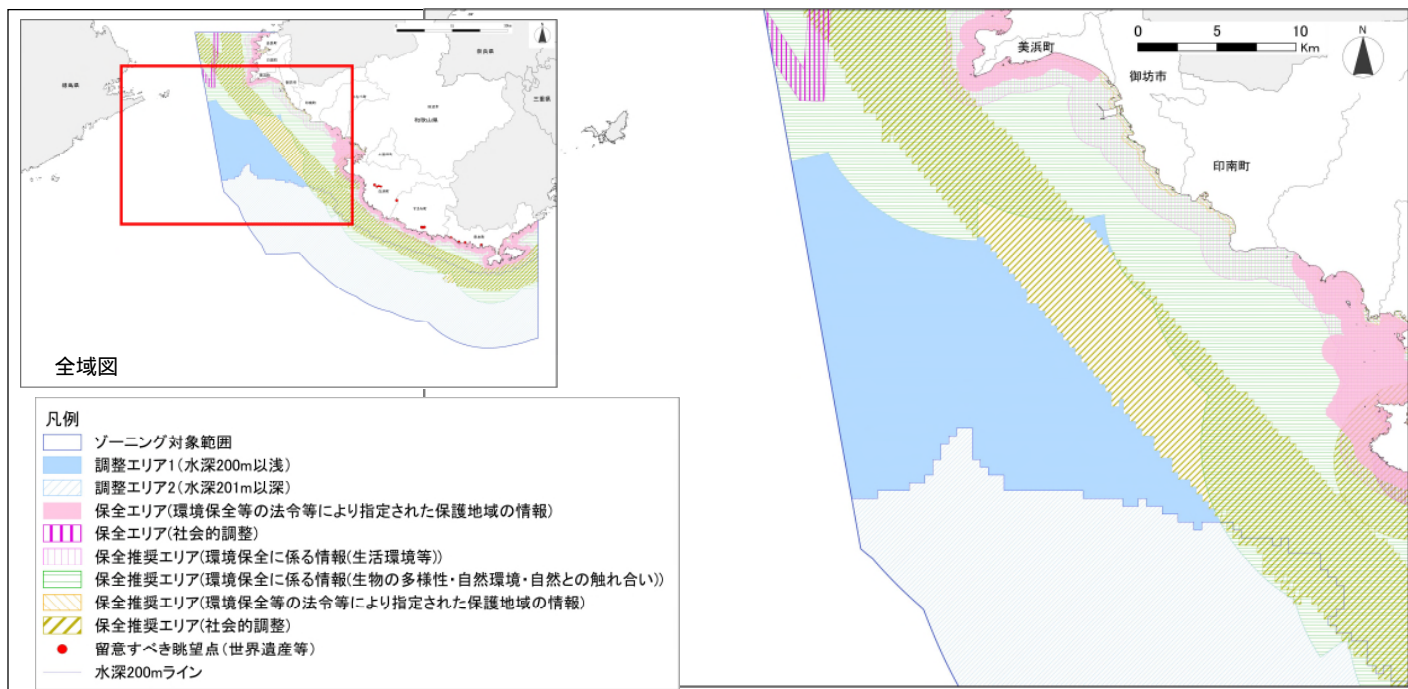 奈良県
徳島県
三重県
和歌山県
全域図
美浜町
0 5 10
Km
N
御坊市
印南町
凡例
ゾーニング対象範囲
調整エリア1(水深200m以浅)
調整エリア2(水深201m以深)
保全エリア(環境保全等の法令等により指定された保護地域の情報)
保全エリア(社会的調整)
保全推奨エリア(環境保全に係る情報(生活環境等))
保全推奨エリア(環境保全に係る情報(生物の多様性・自然環境・自然との触れ合い))
保全推奨エリア(環境保全等の法令等により指定された保護地域の情報)
保全推奨エリア(社会的調整)
留意すべき眺望点(世界遺産等)
水深200mライン